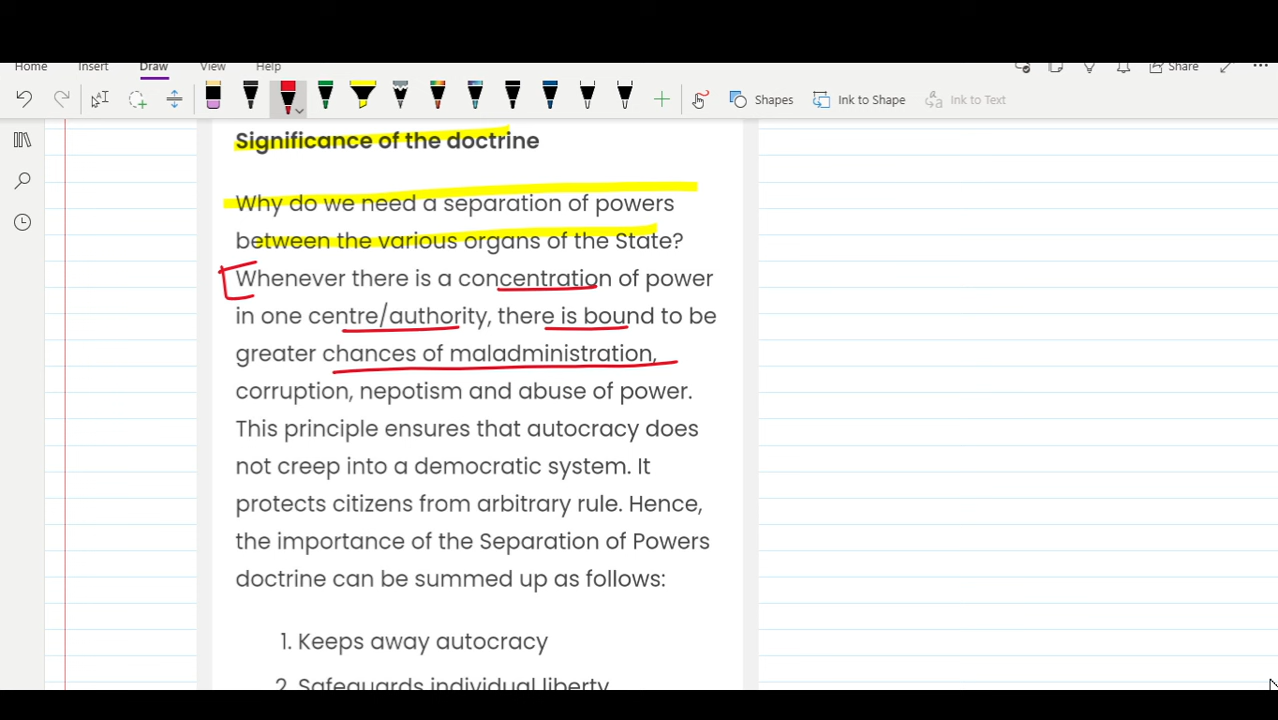 Home Insert Draw View Help Share
Shapes Ink to Shape Ink to Text
Significance of the doctrine
Why do we need a separation of powers
between the various organs of the State?
Whenever there is a concentration of power
in one centre/authority, there is bound to be
greater chances of maladministration,
corruption, nepotism and abuse of power.
This principle ensures that autocracy does
not creep into a democratic system. It
protects citizens from arbitrary rule. Hence,
the importance of the Separation of Powers
doctrine can be summed up as follows:
1. Keeps away autocracy
2. Safeguards individual liberty